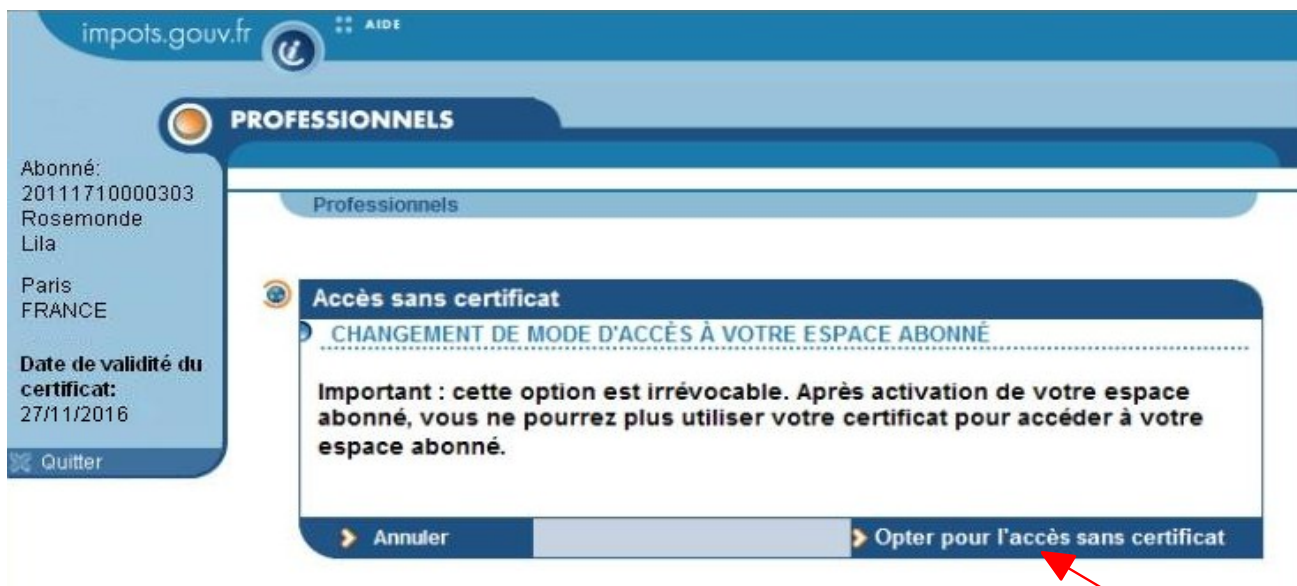 impots.gouv.fr
AIDE
PROFESSIONNELS
Abonné:
20111710000303
Rosemonde
Lila
Paris
FRANCE
Date de validité du
certificat:
27/11/2016
Quitter
Professionnels
Accès sans certificat
CHANGEMENT DE MODE D'ACCÈS À VOTRE ESPACE ABONNÉ
Important : cette option est irrévocable. Après activation de votre espace
abonné, vous ne pourrez plus utiliser votre certificat pour accéder à votre
espace abonné.
Annuler
Opter pour l'accès sans certificat